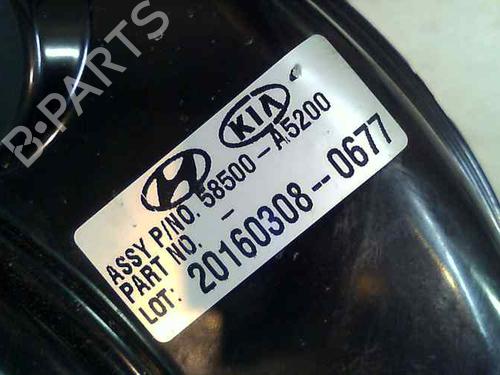 B-PARTS
KIA
ASSY P/NO. 58500-A5200
PART NO. -
LOT: 20160308--0677